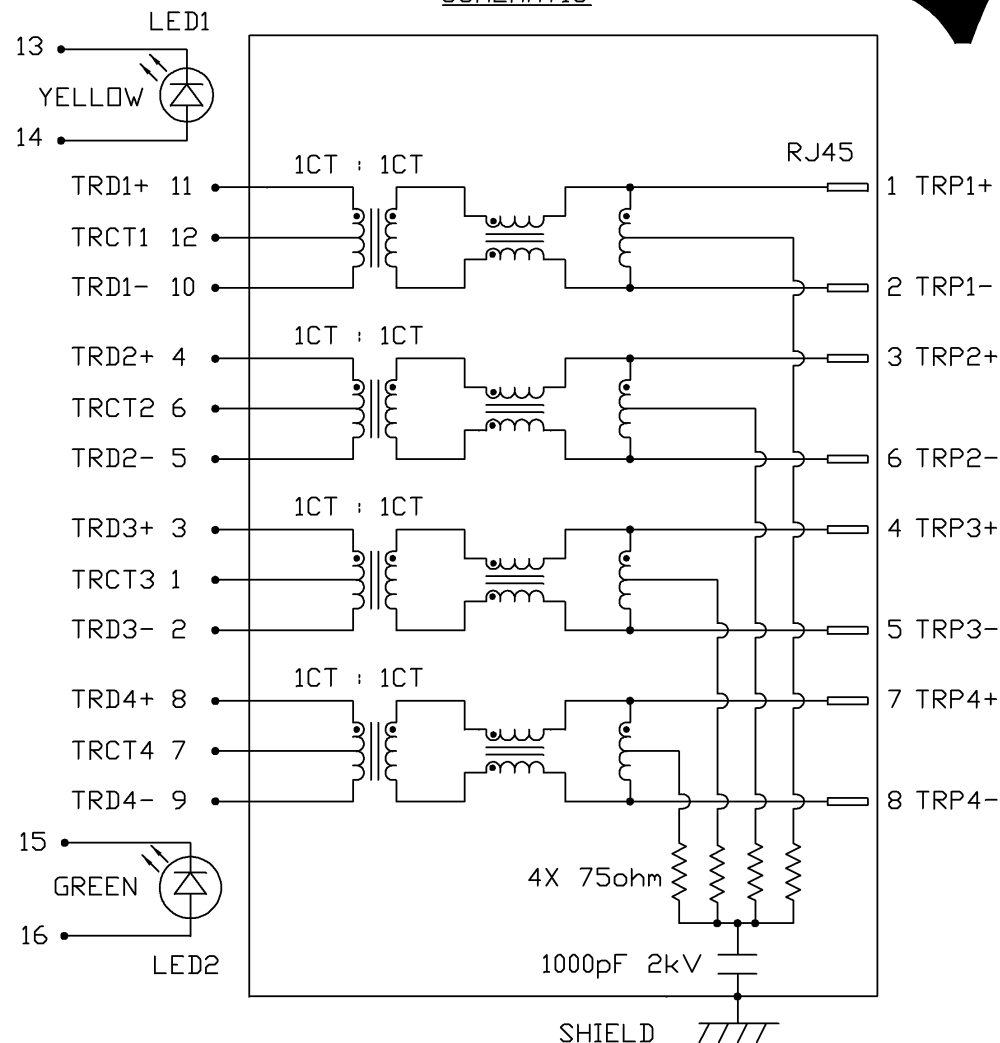 SCHEMATIC
LED1
13
YELLOW
14
1CT : 1CT
RJ45
TRD1+ 11
1 TRP1+
TRCT1 12
TRD1- 10
2 TRP1-
1CT : 1CT
TRD2+ 4
3 TRP2+
TRCT2 6
TRD2- 5
6 TRP2-
1CT : 1CT
TRD3+ 3
4 TRP3+
TRCT3 1
TRD3- 2
5 TRP3-
1CT : 1CT
TRD4+ 8
7 TRP4+
TRCT4 7
TRD4- 9
8 TRP4-
15
GREEN
4X 75ohm
16
LED2
1000pF 2kV
SHIELD